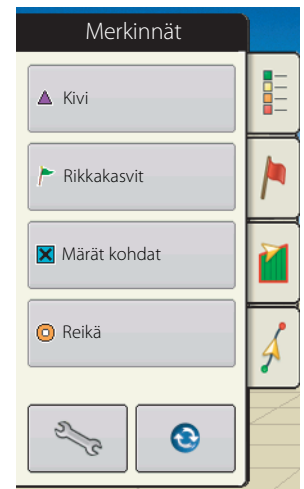 Merkinnät
Kivi
Rikkakasvit
Märät kohdat
Reikä